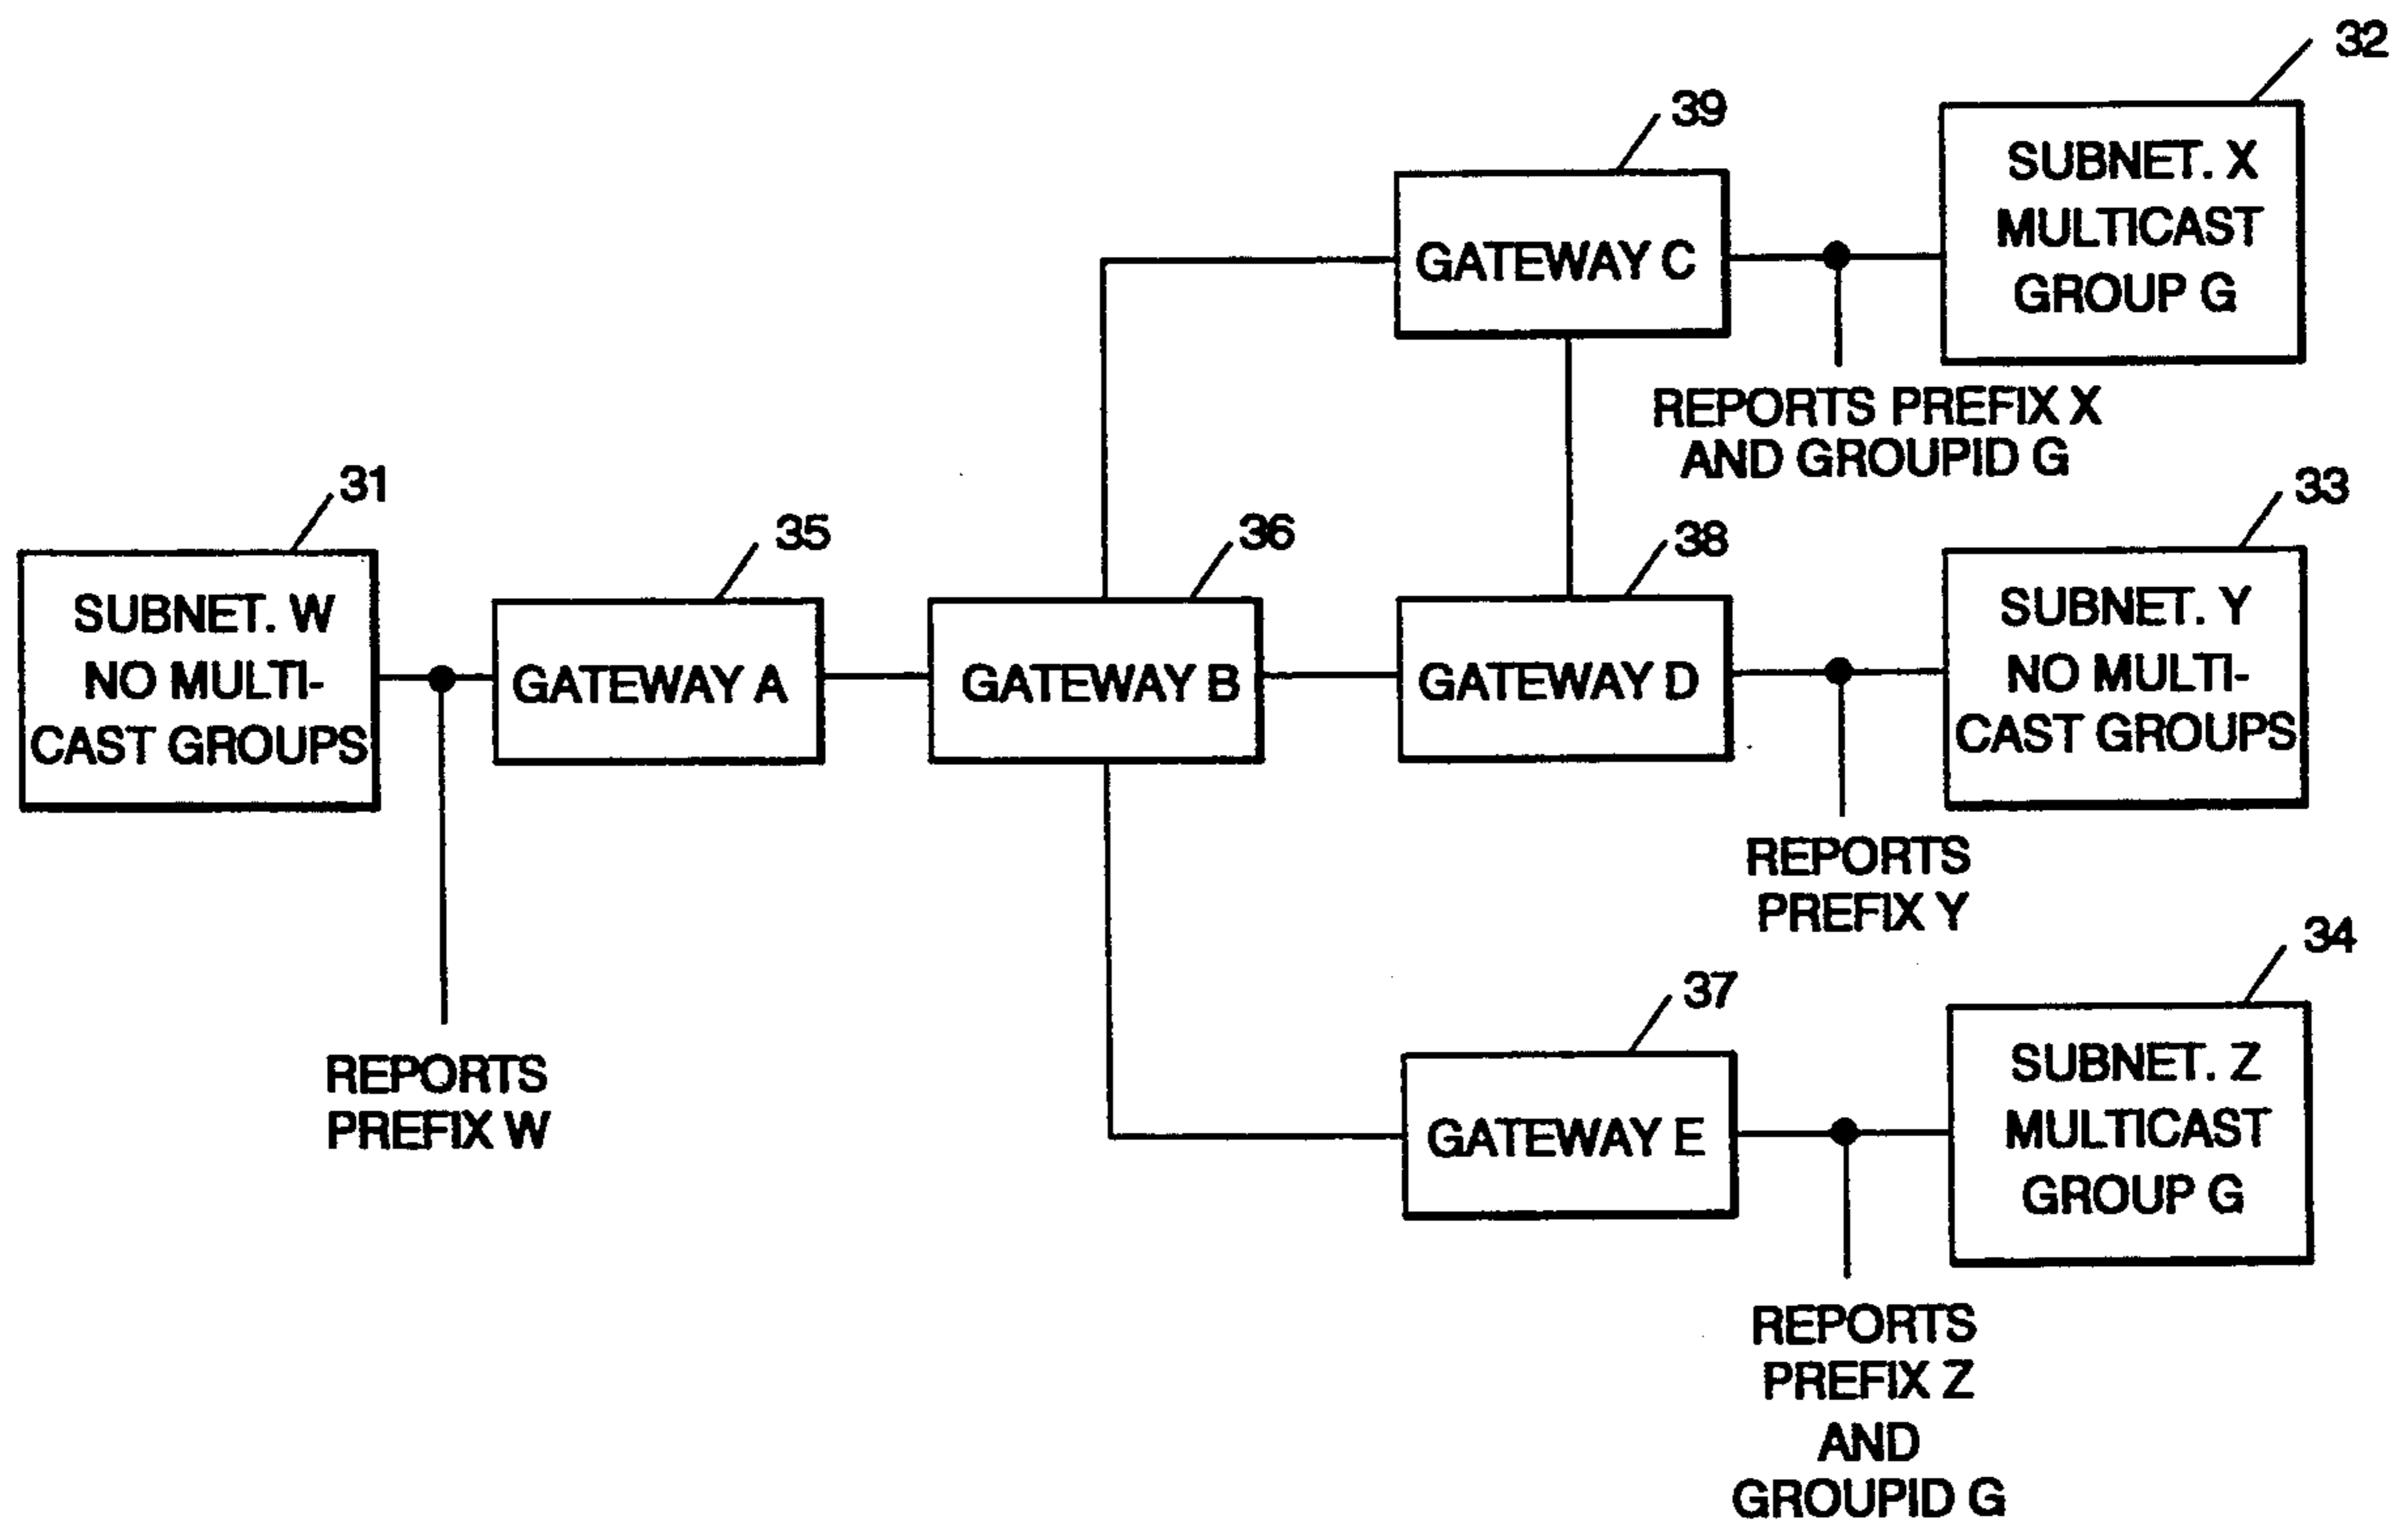 32
39
SUBNET. X
MULTICAST
GROUP G
GATEWAY C
REPORTS PREFIX X
AND GROUPID G
31
35
36
38
33
SUBNET. W
NO MULTI-
CAST GROUPS
GATEWAY A
GATEWAY B
GATEWAY D
SUBNET. Y
NO MULTI-
CAST GROUPS
REPORTS
PREFIX Y
34
37
REPORTS
PREFIX W
GATEWAY E
SUBNET. Z
MULTICAST
GROUP G
REPORTS
PREFIX Z
AND
GROUPID G